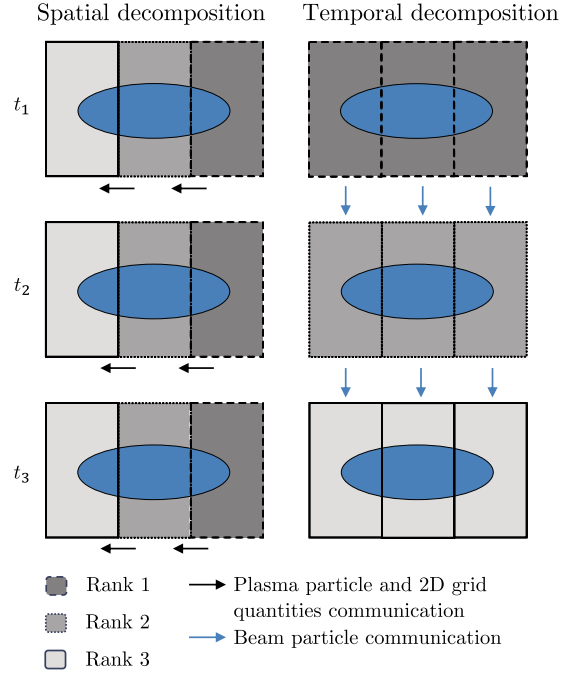 Spatial decomposition
Temporal decomposition
t1
t2
t3
Rank 1
Rank 2
Rank 3
Plasma particle and 2D grid
quantities communication
Beam particle communication